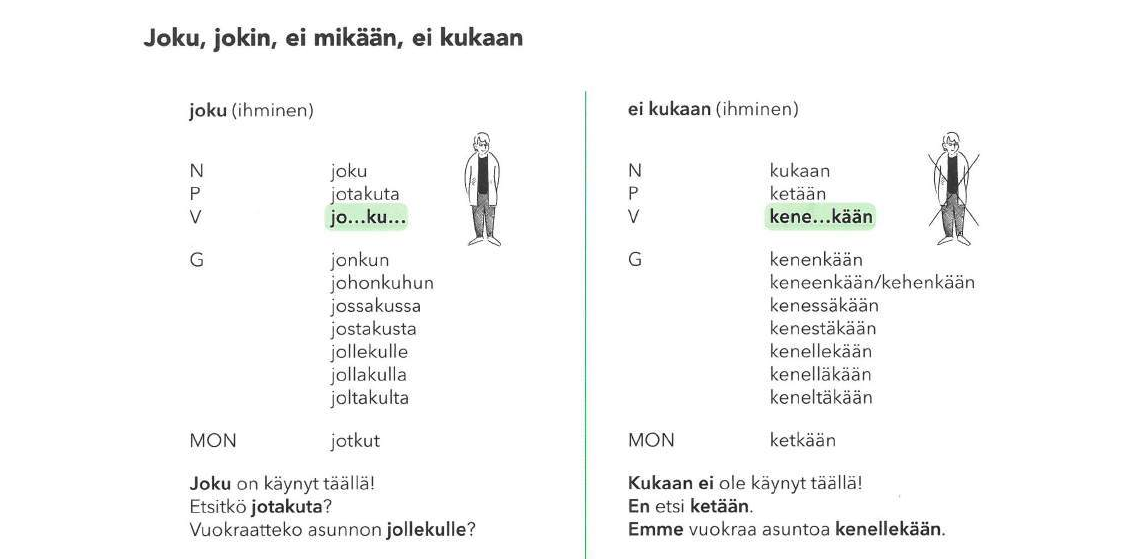 Joku, jokin, ei mikään, ei kukaan
joku (ihminen)
N joku
P jotakuta
V jo...ku...
G jonkun
johonkuhun
jossakussa
jostakusta
jollekulle
jollakulla
joltakulta
MON jotkut
Joku on käynyt täällä!
Etsitkö jotakuta?
Vuokraatteko asunnon jollekulle?
ei kukaan (ihminen)
N kukaan
P ketään
V kene...kään
G kenenkään
keneenkään/kehenkään
kenessäkään
kenestäkään
kenellekään
kenelläkään
keneltäkään
MON ketkään
Kukaan ei ole käynyt täällä!
En etsi ketään.
Emme vuokraa asuntoa kenellekään.